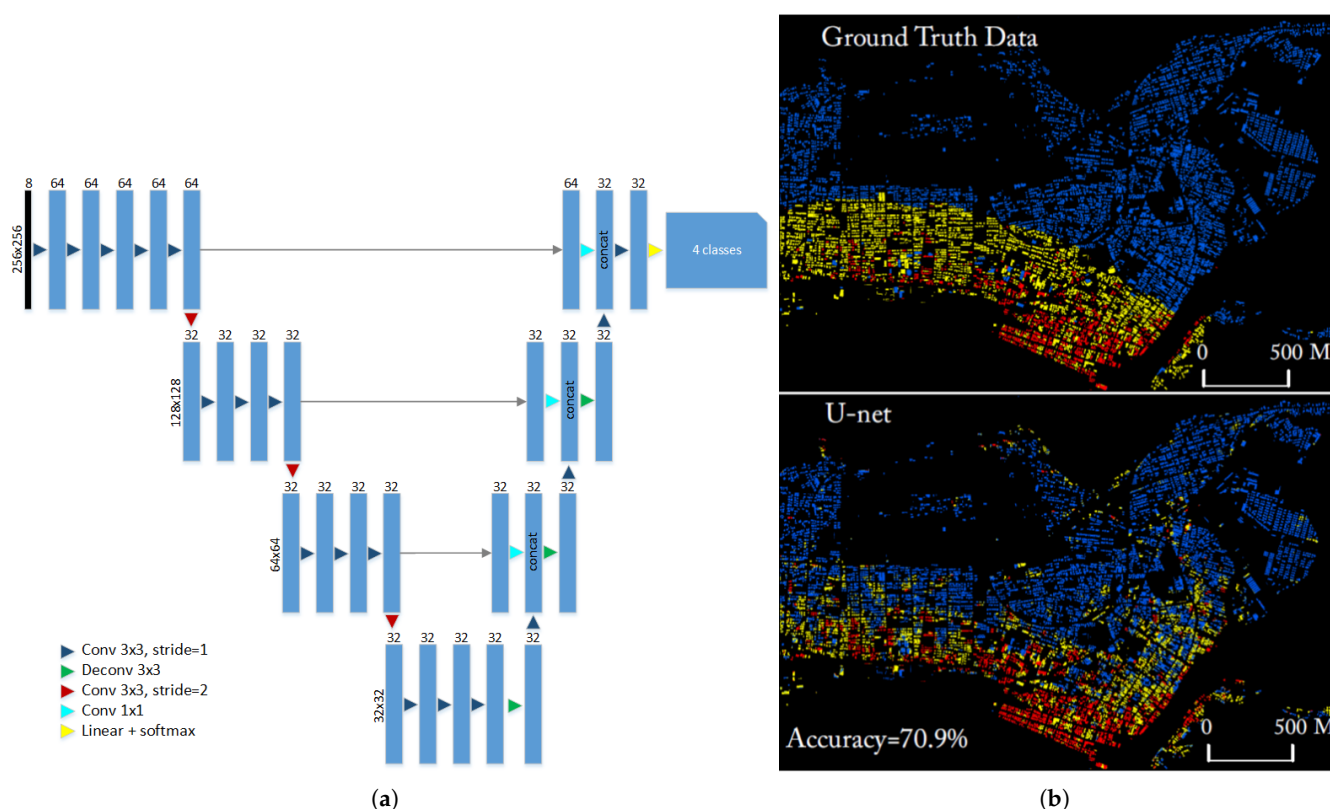 8 64 64 64 64 64
256x256
64 32 32
concat
4 classes
32 32 32 32
128x128
32 32 32
concat
32 32 32 32
64x64
32 32 32
concat
32 32 32 32 32
32x32
Conv 3x3, stride=1
Deconv 3x3
Conv 3x3, stride=2
Conv 1x1
Linear + softmax
(a)
Ground Truth Data
0 500 M
U-net
0 500 M
Accuracy=70.9%
(b)